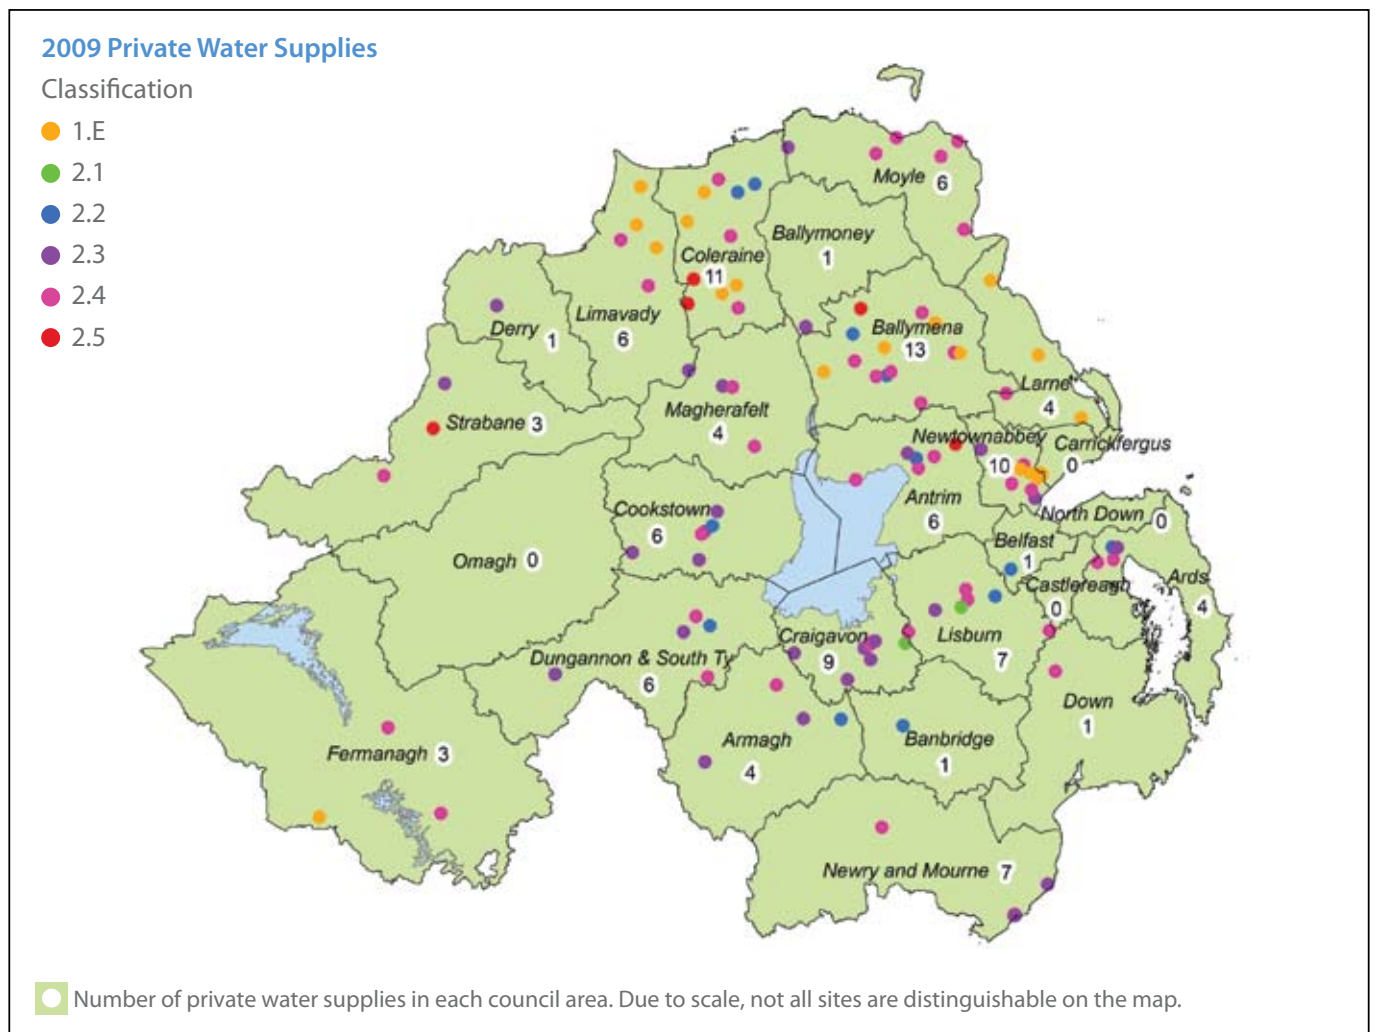 2009 Private Water Supplies
Classification
1.E
2.1
2.2
2.3
2.4
2.5
Moyle 6
Ballymoney
1
Coleraine
11
Limavady
6
Derry 1
Ballymena
13
Larne
4
Strabane 3
Magherafelt
4
Newtownabbey
10
Carrickfergus
0
Antrim
6
Cookstown
6
North Down 0
Omagh 0
Belfast
1
Castlereagh
0
Ards
4
Craigavon
9
Lisburn
7
Dungannon & South Ty
6
Down
1
Fermanagh 3
Armagh
4
Banbridge
1
Newry and Mourne 7
Number of private water supplies in each council area. Due to scale, not all sites are distinguishable on the map.